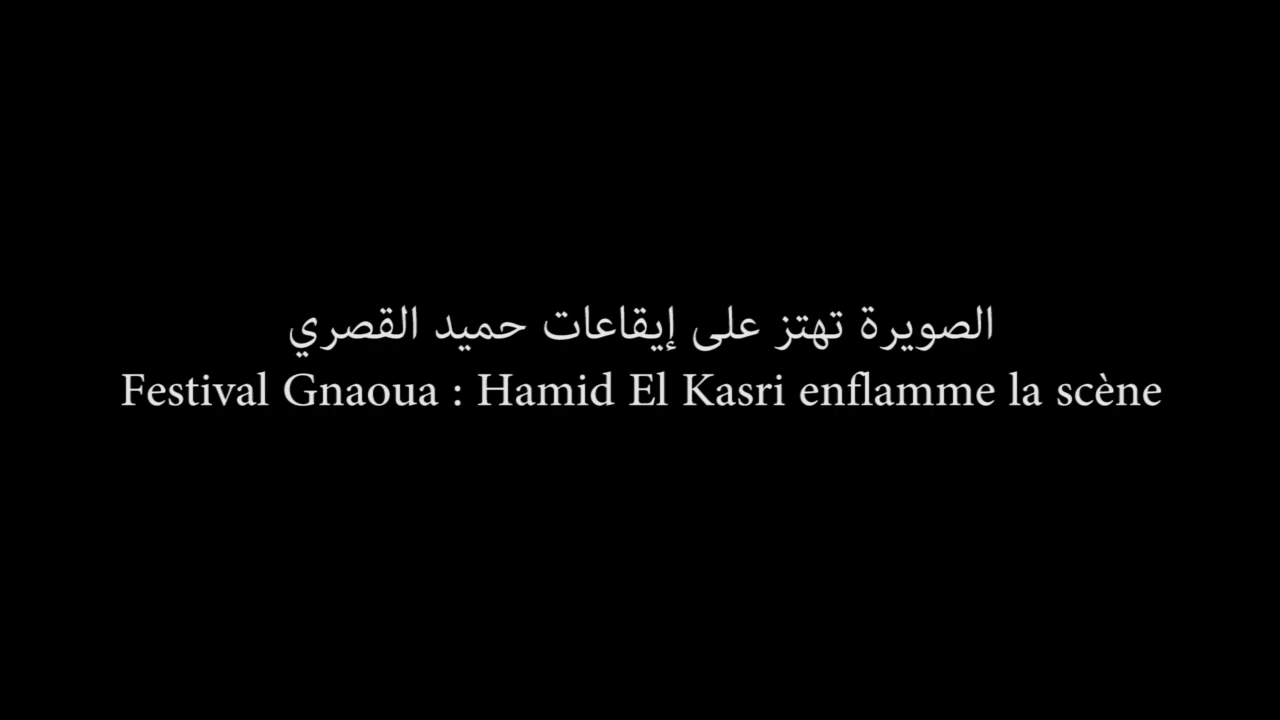 الصويرة تهتز على إيقاعات حميد القصري
Festival Gnaoua : Hamid El Kasri enflamme la scène